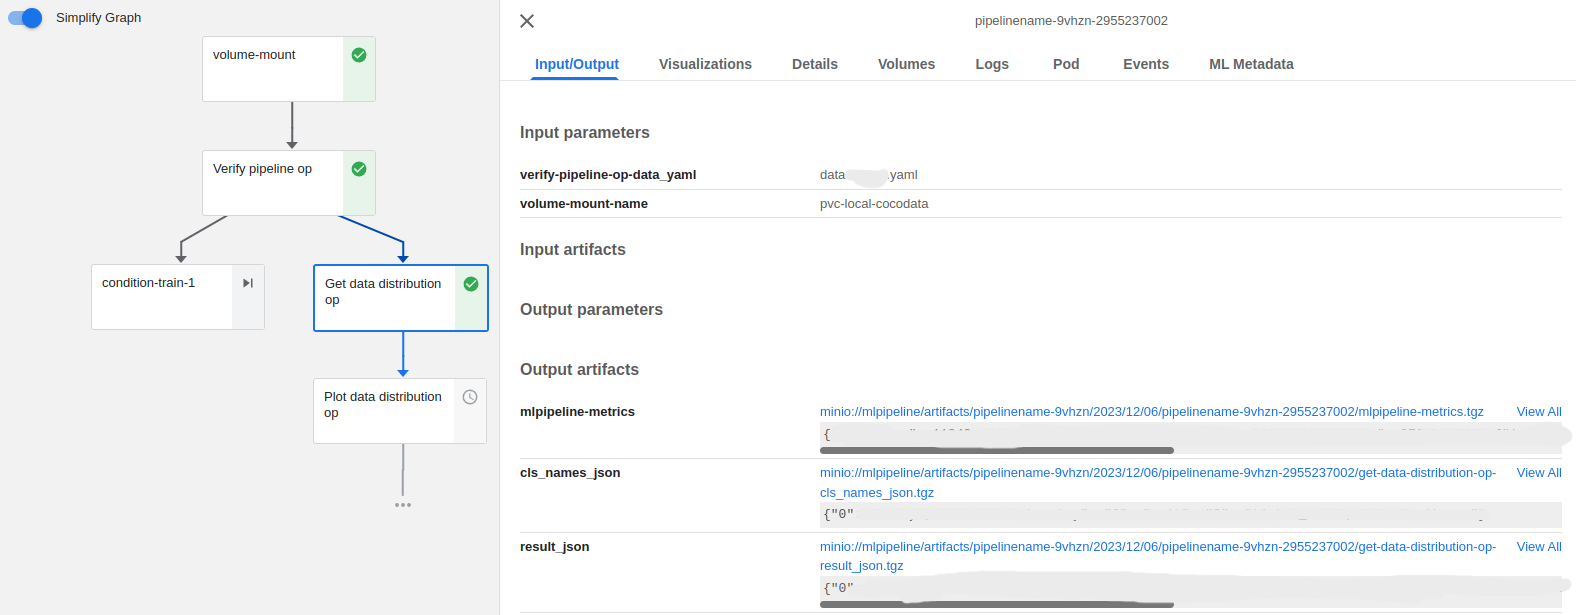 Simplify Graph
volume-mount
Verify pipeline op
condition-train-1
Get data distribution
op
Plot data distribution
op
pipelinename-9vhzn-2955237002
Input/Output Visualizations Details Volumes Logs Pod Events ML Metadata
Input parameters
verify-pipeline-op-data_yaml data .yaml
volume-mount-name pvc-local-cocodata
Input artifacts
Output parameters
Output artifacts
mlpipeline-metrics minio://mlpipeline/artifacts/pipelinename-9vhzn/2023/12/06/pipelinename-9vhzn-2955237002/mlpipeline-metrics.tgz View All
{
cls_names_json minio://mlpipeline/artifacts/pipelinename-9vhzn/2023/12/06/pipelinename-9vhzn-2955237002/get-data-distribution-op- View All
cls_names_json.tgz
{"0"
result_json minio://mlpipeline/artifacts/pipelinename-9vhzn/2023/12/06/pipelinename-9vhzn-2955237002/get-data-distribution-op- View All
result_json.tgz
{"0"